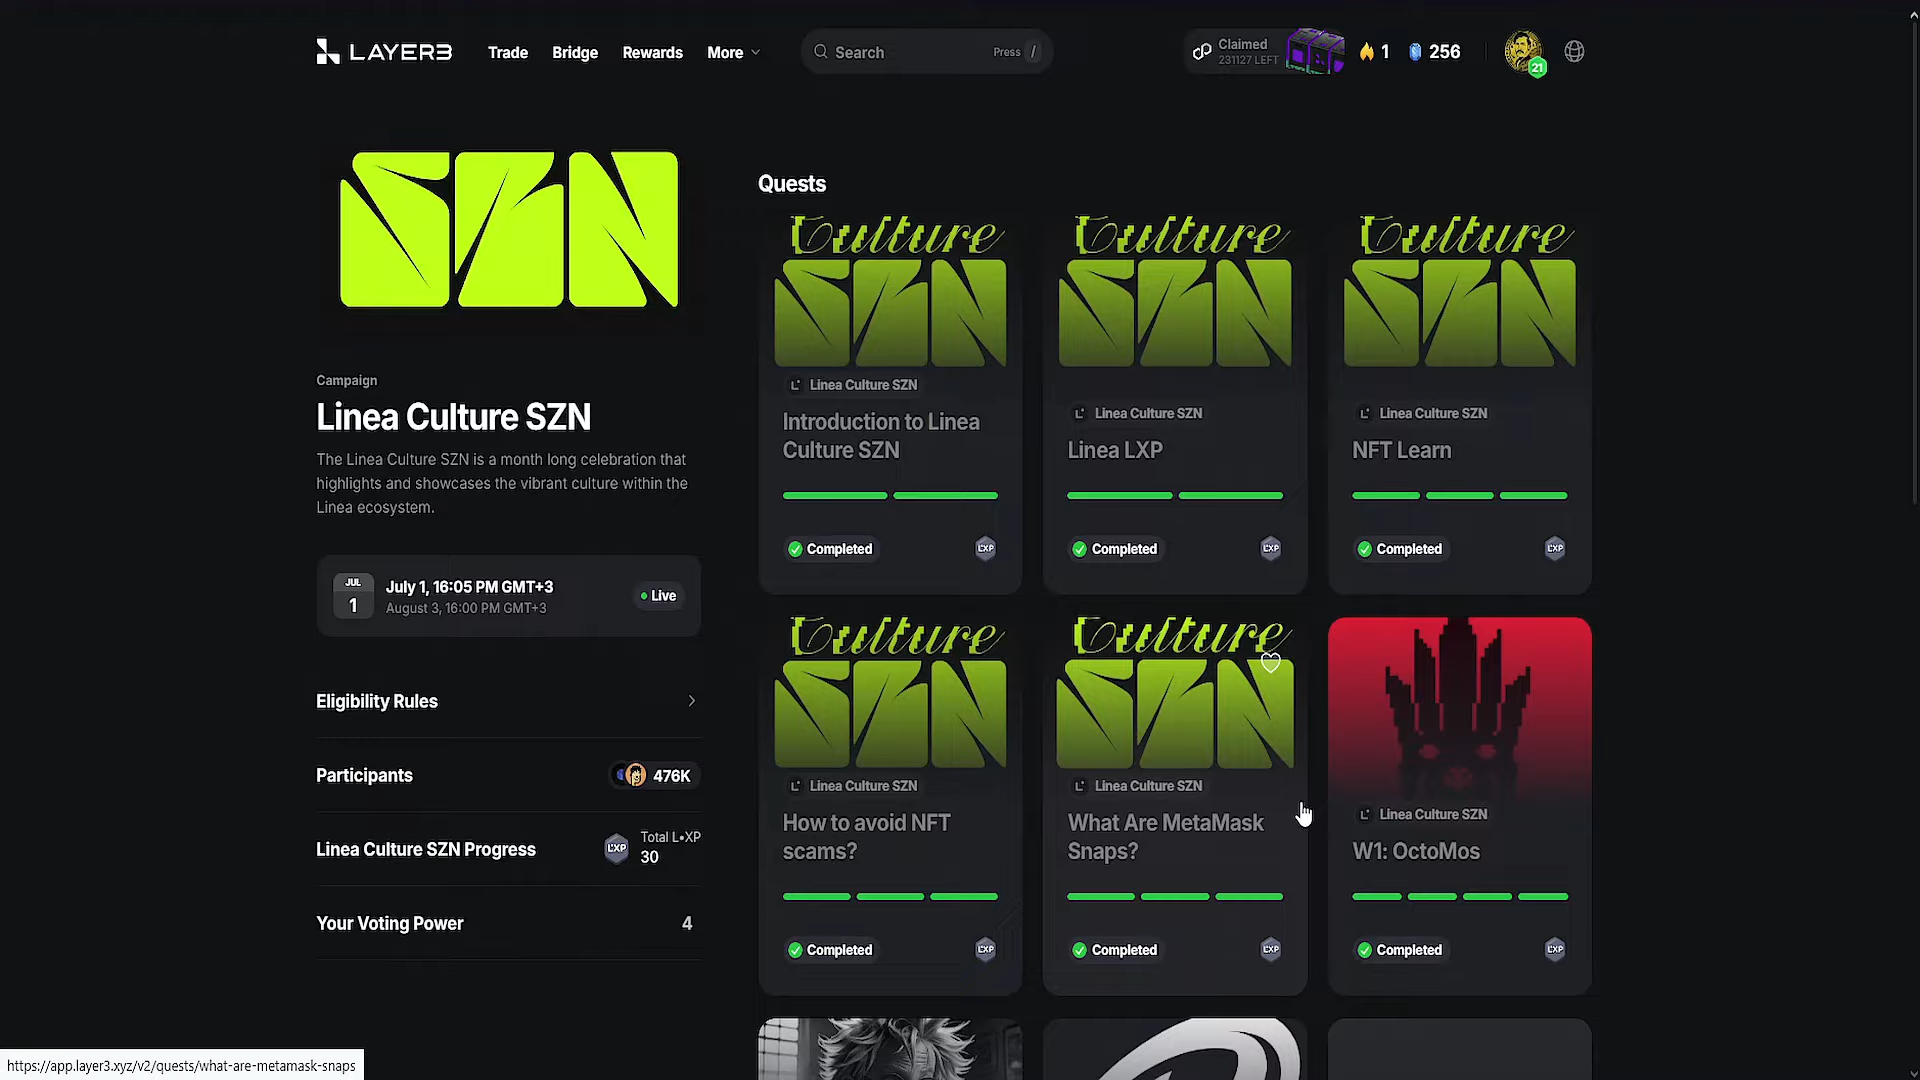 LAYER3
Trade
Bridge
Rewards
More
Search
Press /
Claimed
231127 LEFT
1
256
21
SZN
Campaign
Linea Culture SZN
The Linea Culture SZN is a month long celebration that
highlights and showcases the vibrant culture within the
Linea ecosystem.
JUL
1
July 1, 16:05 PM GMT+3
August 3, 16:00 PM GMT+3
Live
Eligibility Rules
Participants
476K
Linea Culture SZN Progress
LXP
Total L•XP
30
Your Voting Power
4
Quests
Culture
SZN
Linea Culture SZN
Introduction to Linea
Culture SZN
Completed
LXP
Culture
SZN
Linea Culture SZN
Linea LXP
Completed
LXP
Culture
SZN
Linea Culture SZN
NFT Learn
Completed
LXP
Culture
SZN
Linea Culture SZN
How to avoid NFT
scams?
Completed
LXP
Culture
SZN
Linea Culture SZN
What Are MetaMask
Snaps?
Completed
LXP
Linea Culture SZN
W1: OctoMos
Completed
LXP
https://app.layer3.xyz/v2/quests/what-are-metamask-snaps